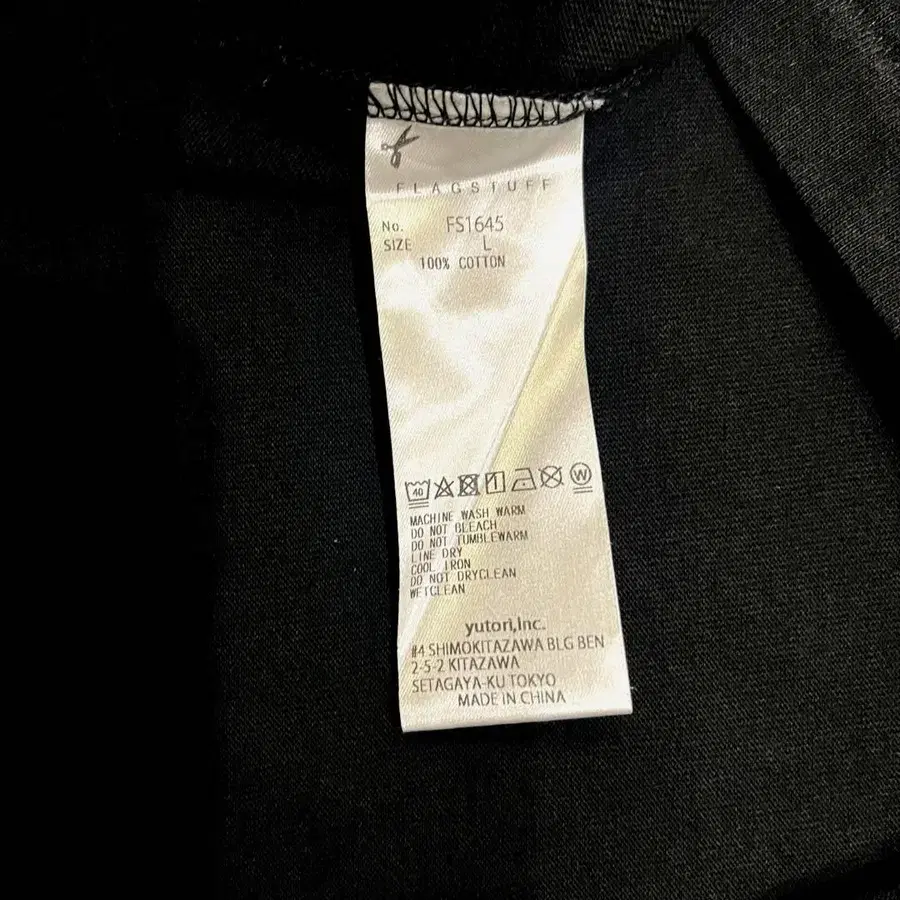 FLAGSTUFF
No. FS1645
SIZE L
100% COTTON
40 W
MACHINE WASH WARM
DO NOT BLEACH
DO NOT TUMBLEWARM
LINE DRY
COOL IRON
DO NOT DRYCLEAN
WETCLEAN
yutori,Inc.
#4 SHIMOKITAZAWA BLG BEN
2-5-2 KITAZAWA
SETAGAYA-KU TOKYO
MADE IN CHINA